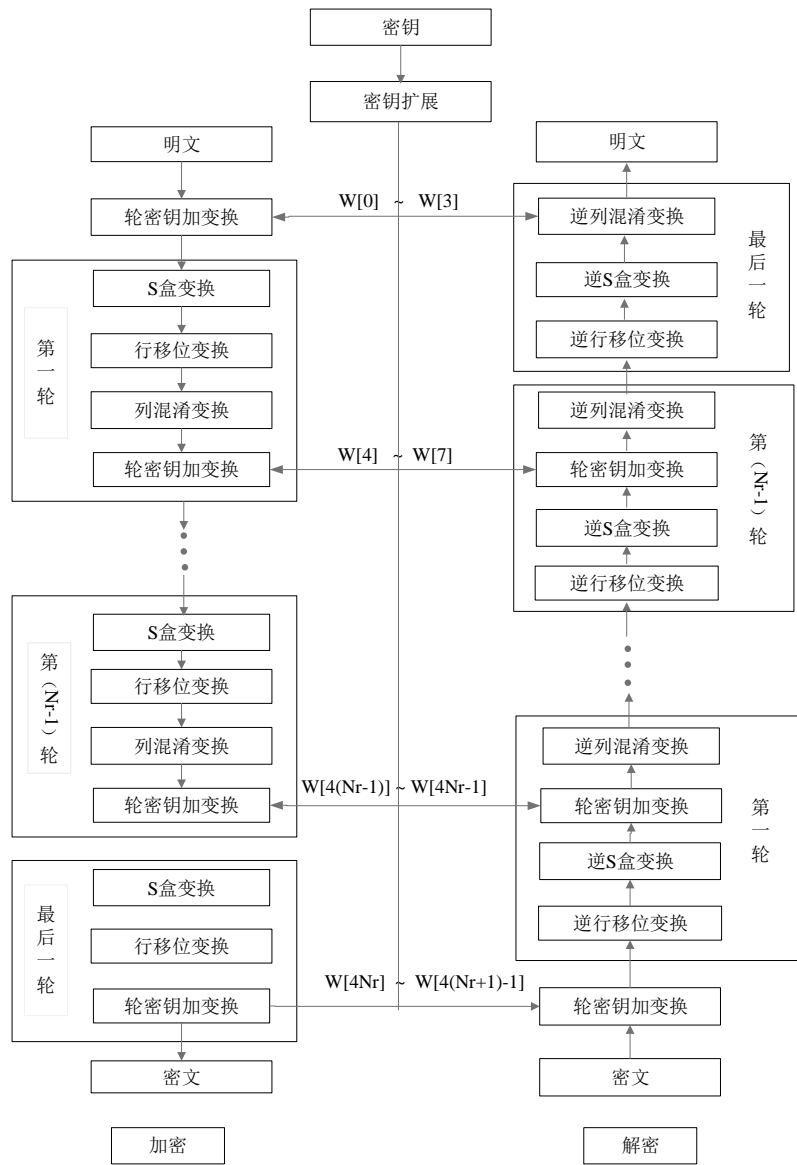 密钥
密钥扩展
明文
轮密钥加变换
第一轮
S盒变换
行移位变换
列混淆变换
轮密钥加变换
第（Nr-1）轮
S盒变换
行移位变换
列混淆变换
轮密钥加变换
最后一轮
S盒变换
行移位变换
轮密钥加变换
密文
加密
W[0] ~ W[3]
W[4] ~ W[7]
W[4(Nr-1)] ~ W[4Nr-1]
W[4Nr] ~ W[4(Nr+1)-1]
明文
逆列混淆变换
逆S盒变换
逆行移位变换
最后一轮
逆列混淆变换
轮密钥加变换
逆S盒变换
逆行移位变换
第（Nr-1）轮
逆列混淆变换
轮密钥加变换
逆S盒变换
逆行移位变换
第一轮
轮密钥加变换
密文
解密